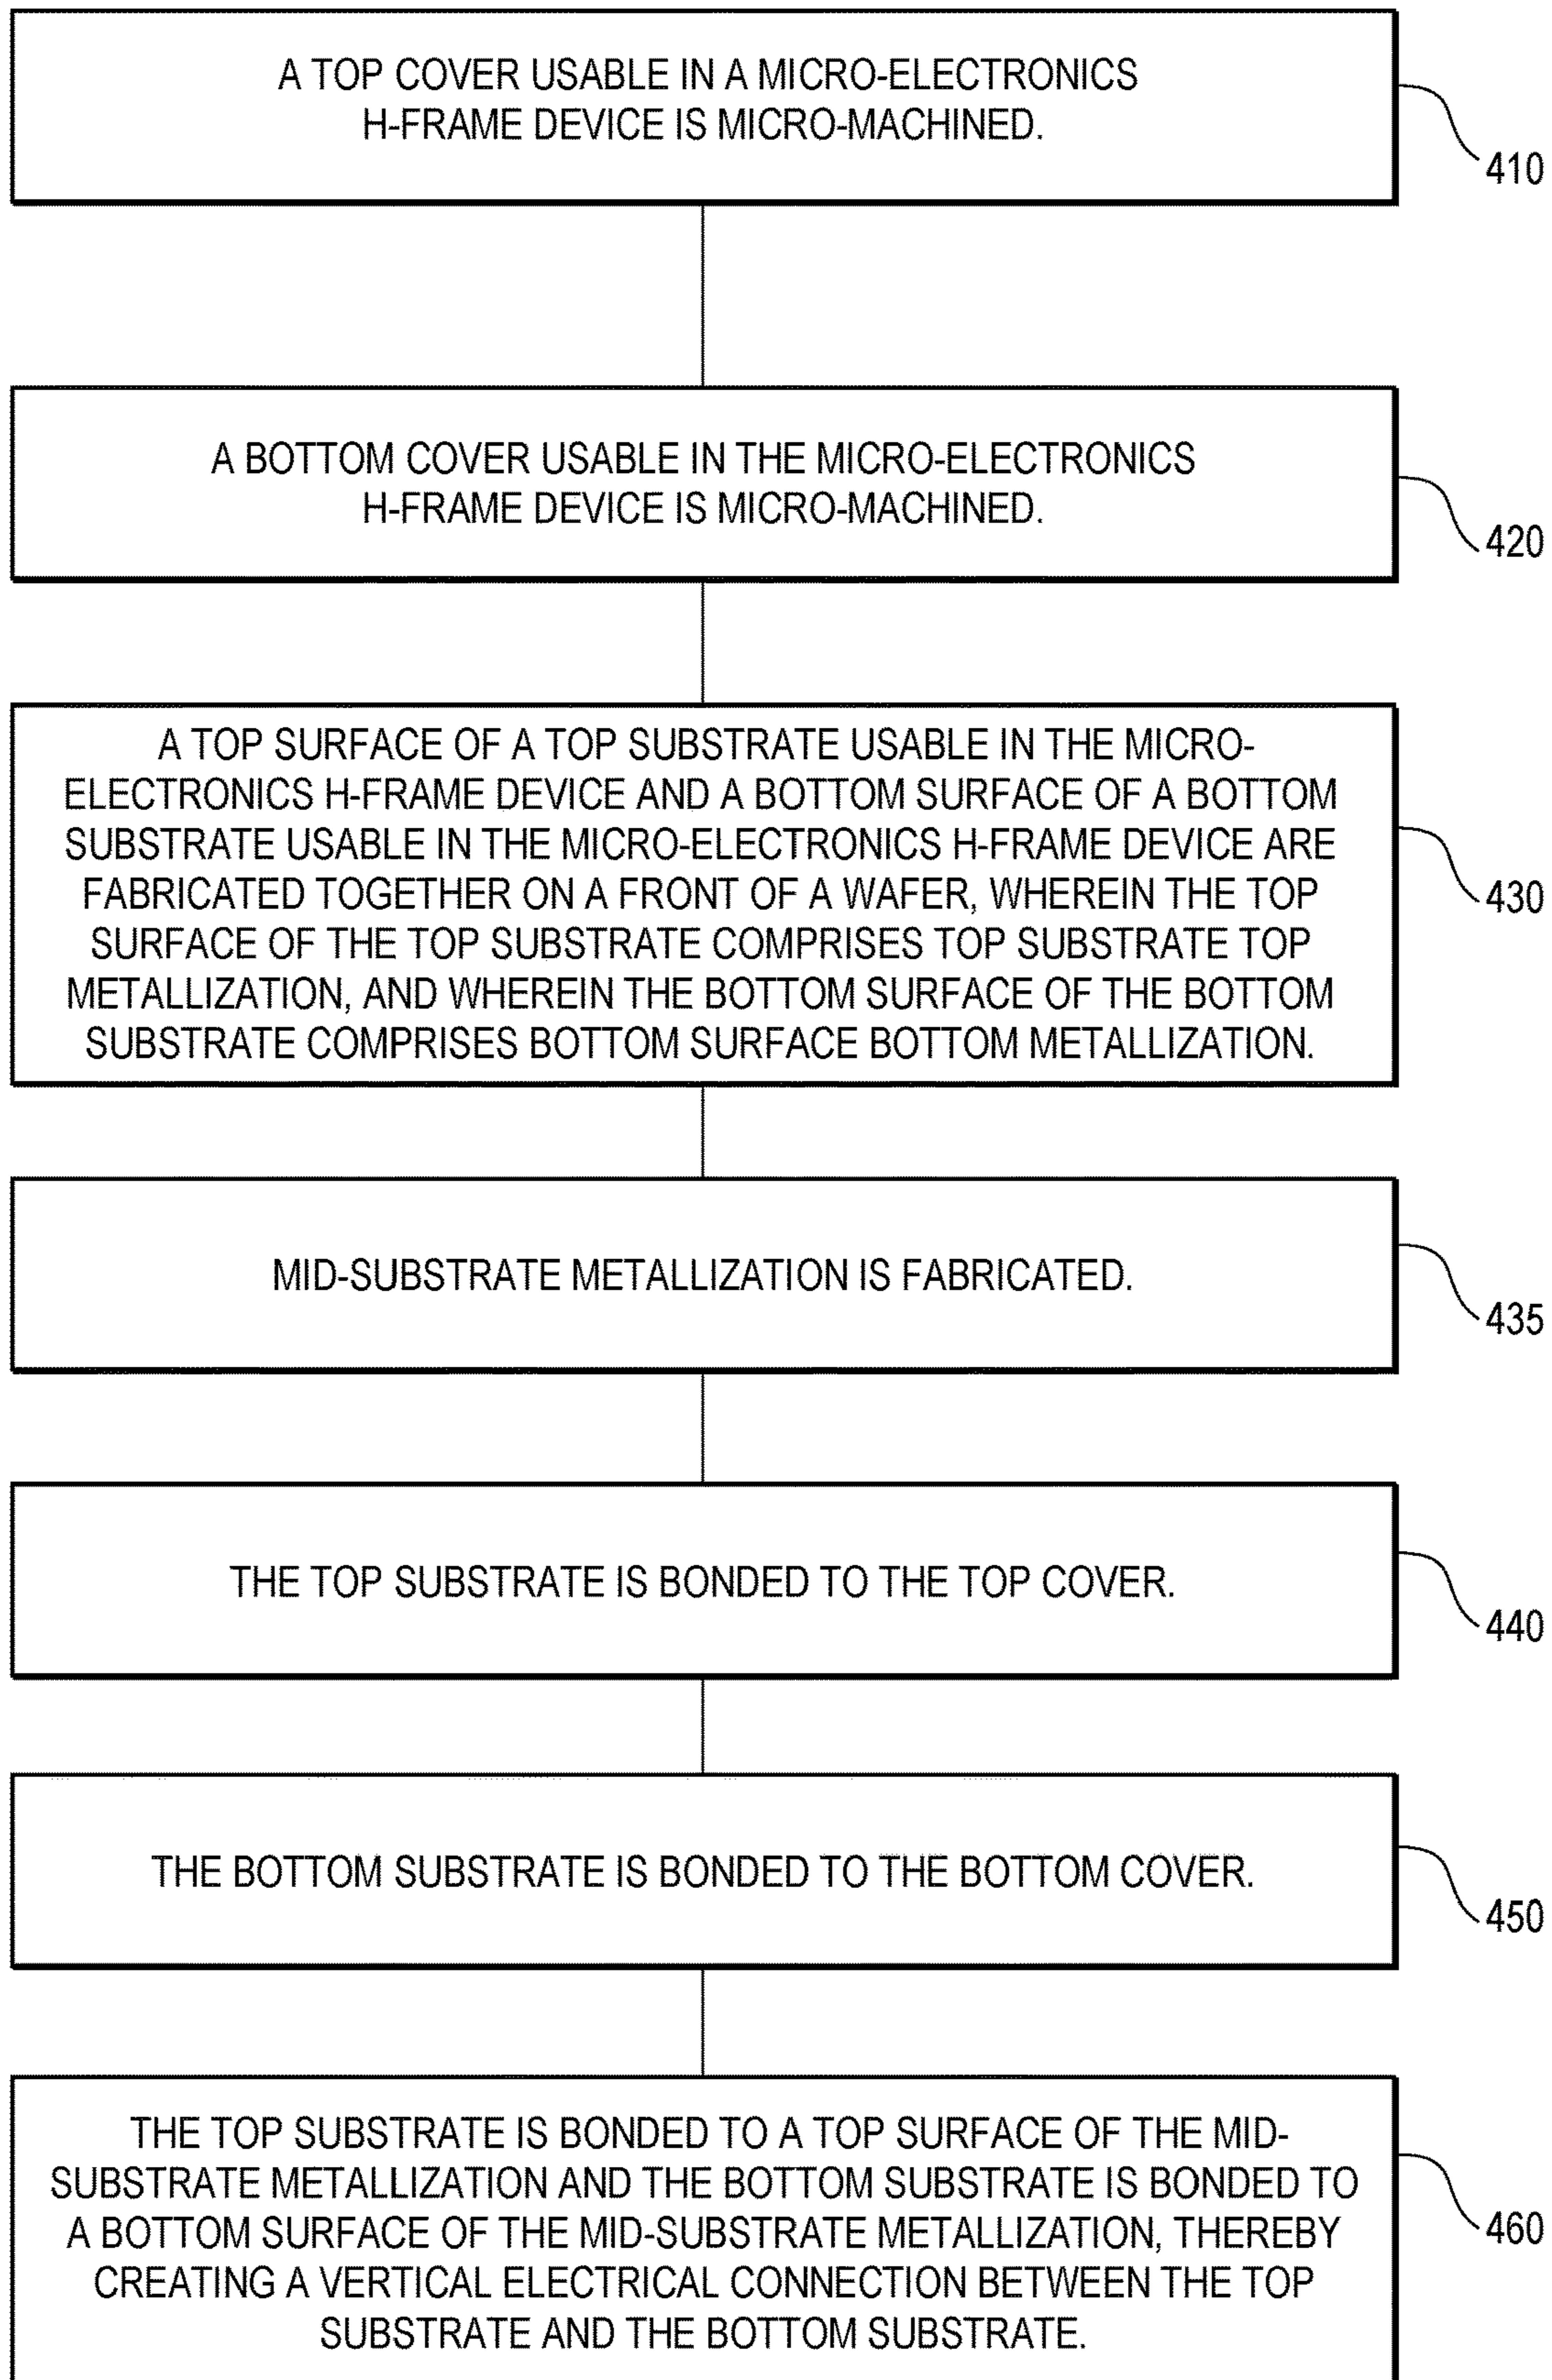 A TOP COVER USABLE IN A MICRO-ELECTRONICS
H-FRAME DEVICE IS MICRO-MACHINED.
410
A BOTTOM COVER USABLE IN THE MICRO-ELECTRONICS
H-FRAME DEVICE IS MICRO-MACHINED.
420
A TOP SURFACE OF A TOP SUBSTRATE USABLE IN THE MICRO-
ELECTRONICS H-FRAME DEVICE AND A BOTTOM SURFACE OF A BOTTOM
SUBSTRATE USABLE IN THE MICRO-ELECTRONICS H-FRAME DEVICE ARE
FABRICATED TOGETHER ON A FRONT OF A WAFER, WHEREIN THE TOP
SURFACE OF THE TOP SUBSTRATE COMPRISES TOP SUBSTRATE TOP
METALLIZATION, AND WHEREIN THE BOTTOM SURFACE OF THE BOTTOM
SUBSTRATE COMPRISES BOTTOM SURFACE BOTTOM METALLIZATION.
430
MID-SUBSTRATE METALLIZATION IS FABRICATED.
435
THE TOP SUBSTRATE IS BONDED TO THE TOP COVER.
440
THE BOTTOM SUBSTRATE IS BONDED TO THE BOTTOM COVER.
450
THE TOP SUBSTRATE IS BONDED TO A TOP SURFACE OF THE MID-
SUBSTRATE METALLIZATION AND THE BOTTOM SUBSTRATE IS BONDED TO
A BOTTOM SURFACE OF THE MID-SUBSTRATE METALLIZATION, THEREBY
CREATING A VERTICAL ELECTRICAL CONNECTION BETWEEN THE TOP
SUBSTRATE AND THE BOTTOM SUBSTRATE.
460